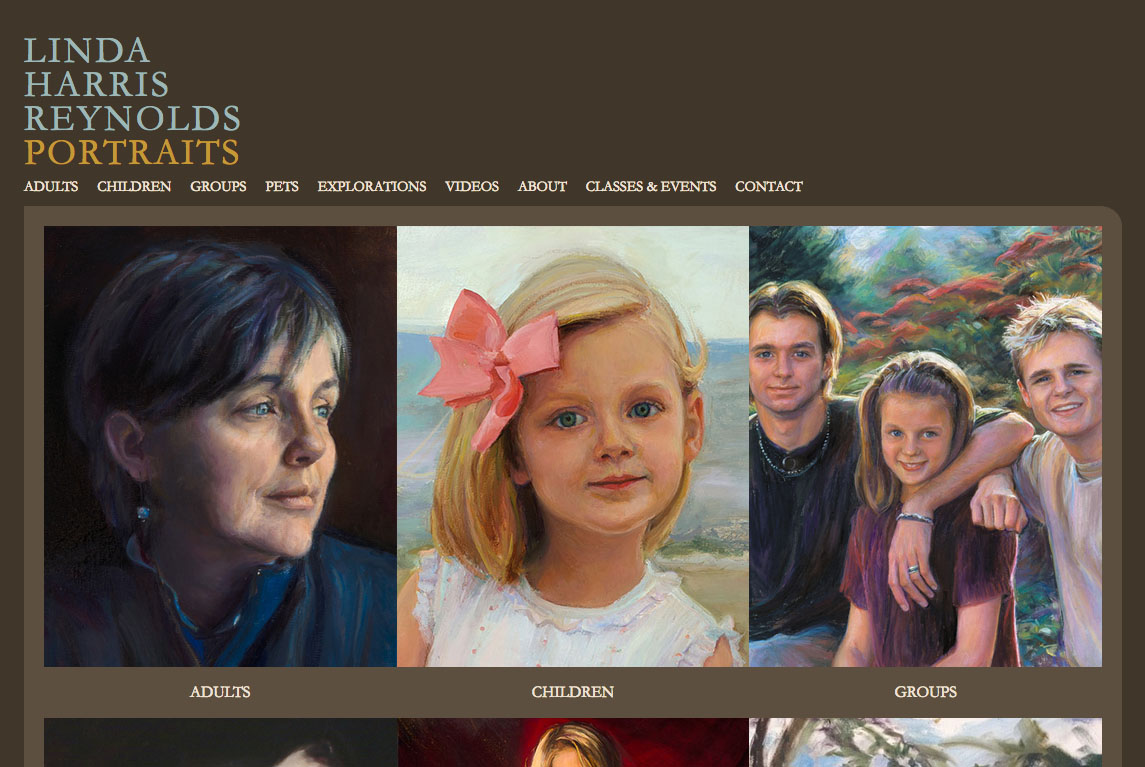 LINDA
HARRIS
REYNOLDS
PORTRAITS
ADULTS CHILDREN GROUPS PETS EXPLORATIONS VIDEOS ABOUT CLASSES & EVENTS CONTACT
ADULTS CHILDREN GROUPS